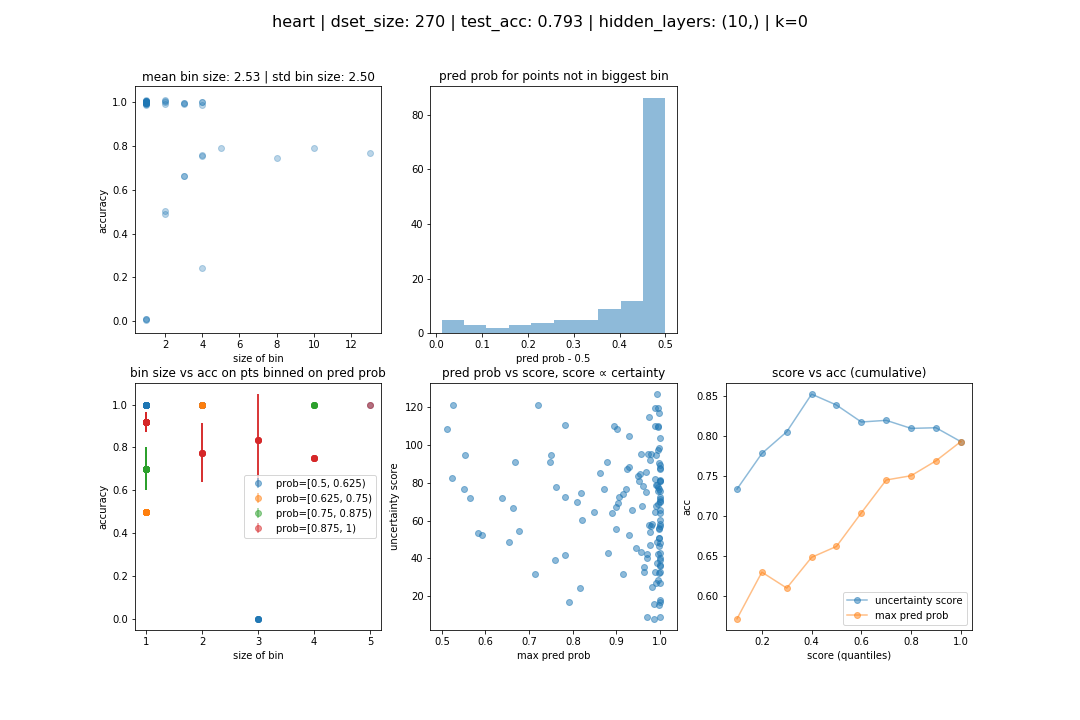 heart | dset_size: 270 | test_acc: 0.793 | hidden_layers: (10,) | k=0
mean bin size: 2.53 | std bin size: 2.50
1.0
0.8
0.6
0.4
0.2
0.0
accuracy
2 4 6 8 10 12
size of bin
pred prob for points not in biggest bin
80
60
40
20
0
0.0 0.1 0.2 0.3 0.4 0.5
pred prob - 0.5
bin size vs acc on pts binned on pred prob
1.0
0.8
0.6
0.4
0.2
0.0
accuracy
prob=[0.5, 0.625)
prob=[0.625, 0.75)
prob=[0.75, 0.875)
prob=[0.875, 1)
1 2 3 4 5
size of bin
pred prob vs score, score ∝ certainty
120
100
80
60
40
20
uncertainty score
0.5 0.6 0.7 0.8 0.9 1.0
max pred prob
score vs acc (cumulative)
0.85
0.80
0.75
0.70
0.65
0.60
acc
uncertainty score
max pred prob
0.2 0.4 0.6 0.8 1.0
score (quantiles)